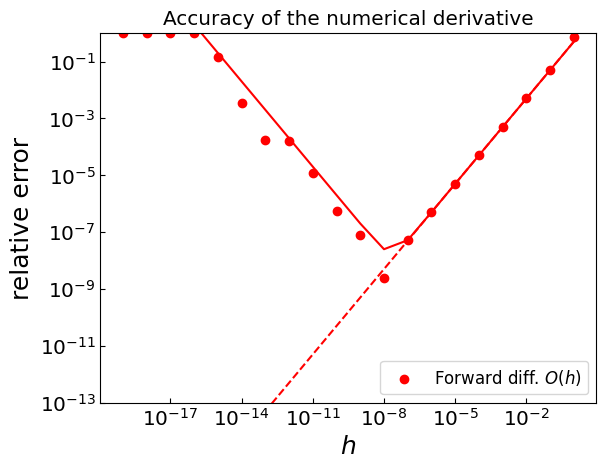 Accuracy of the numerical derivative
relative error
10⁻¹
10⁻³
10⁻⁵
10⁻⁷
10⁻⁹
10⁻¹¹
10⁻¹³
Forward diff. O(h)
10⁻¹⁷ 10⁻¹⁴ 10⁻¹¹ 10⁻⁸ 10⁻⁵ 10⁻²
h